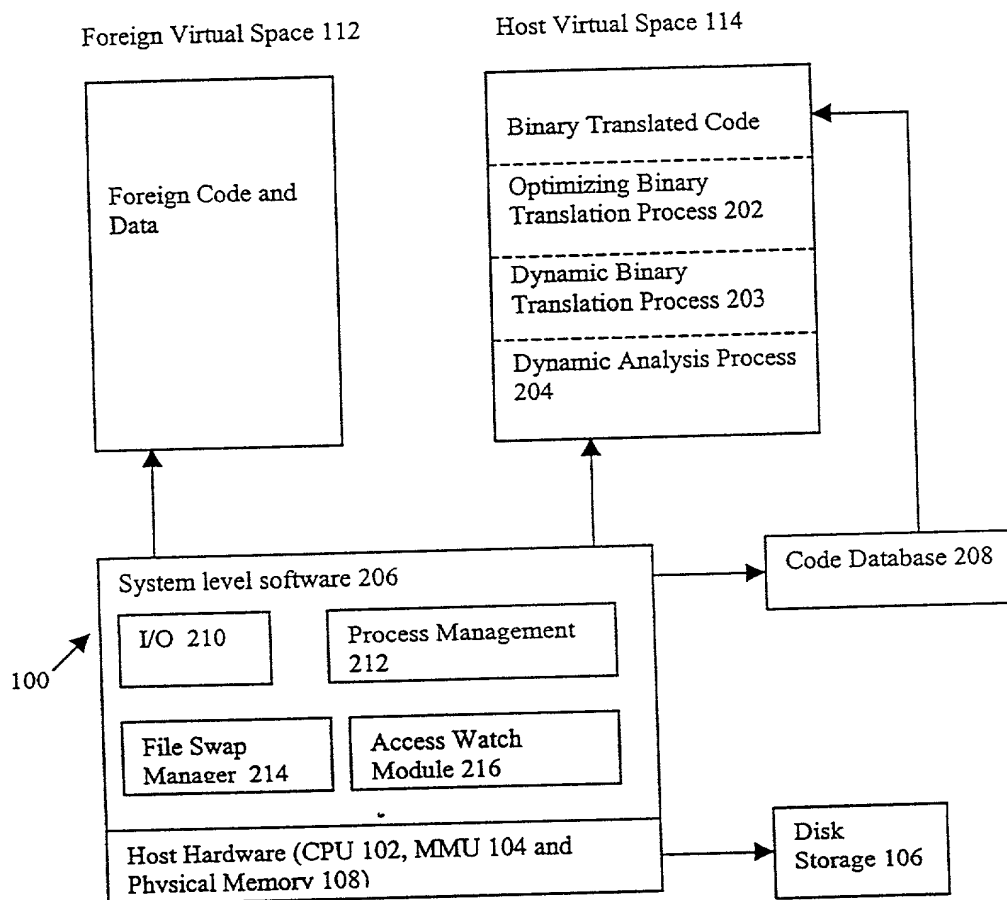 Foreign Virtual Space 112
Host Virtual Space 114
Foreign Code and
Data
Binary Translated Code
Optimizing Binary
Translation Process 202
Dynamic Binary
Translation Process 203
Dynamic Analysis Process
204
System level software 206
Code Database 208
I/O 210
Process Management
212
100
File Swap
Manager 214
Access Watch
Module 216
Host Hardware (CPU 102, MMU 104 and
Physical Memory 108)
Disk
Storage 106